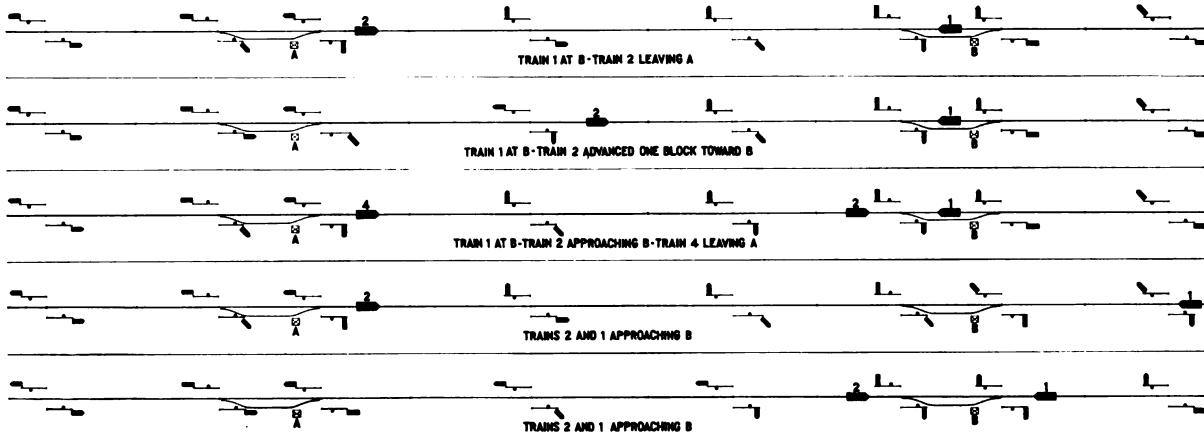 2 1
A B
TRAIN 1 AT B-TRAIN 2 LEAVING A
2 1
A B
TRAIN 1 AT B-TRAIN 2 ADVANCED ONE BLOCK TOWARD B
4 2 1
A B
TRAIN 1 AT B-TRAIN 2 APPROACHING B-TRAIN 4 LEAVING A
2 1
A B
TRAINS 2 AND 1 APPROACHING B
2 1
A B
TRAINS 2 AND 1 APPROACHING B